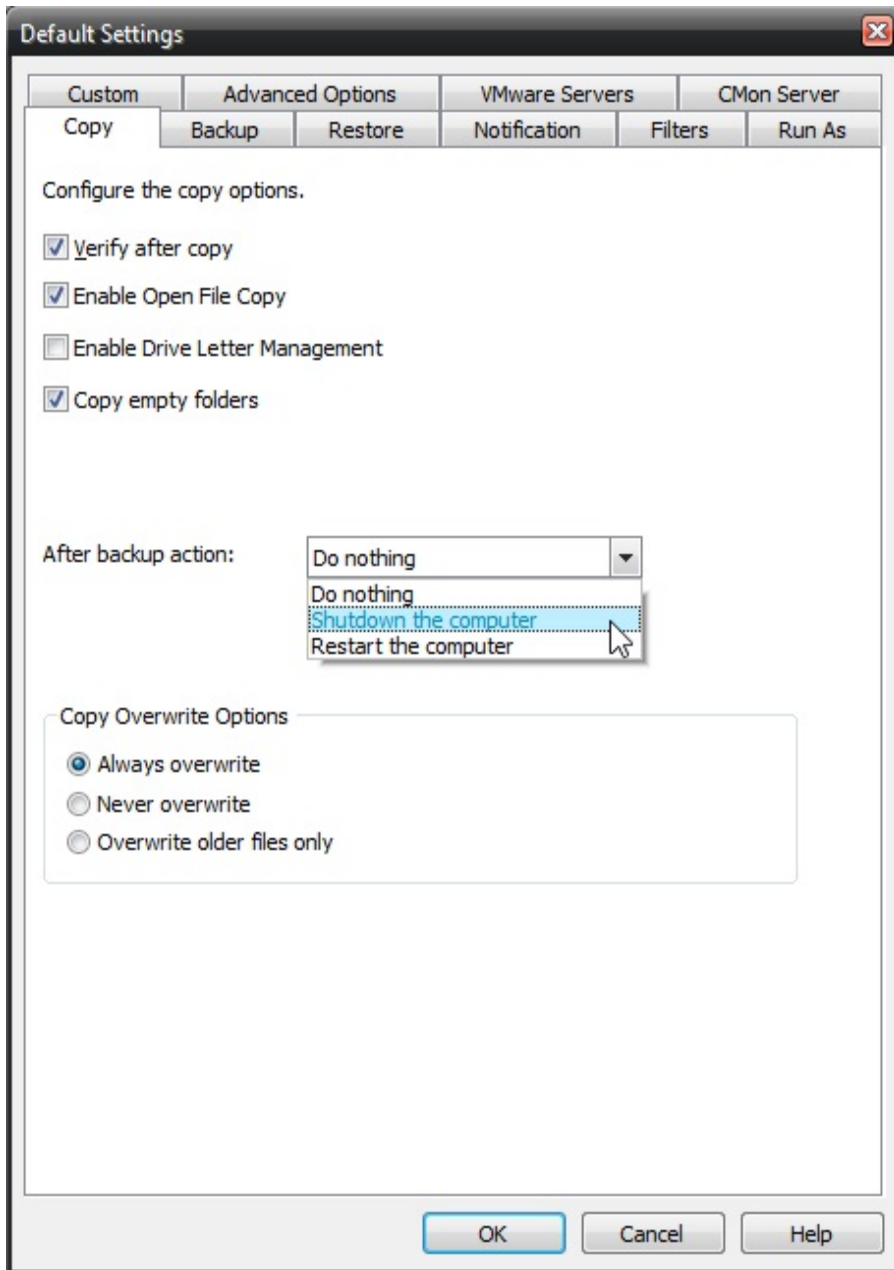 Default Settings
Custom Advanced Options VMware Servers CMon Server
Copy Backup Restore Notification Filters Run As
Configure the copy options.
Verify after copy
Enable Open File Copy
Enable Drive Letter Management
Copy empty folders
After backup action: Do nothing
Do nothing
Shutdown the computer
Restart the computer
Copy Overwrite Options
Always overwrite
Never overwrite
Overwrite older files only
OK Cancel Help